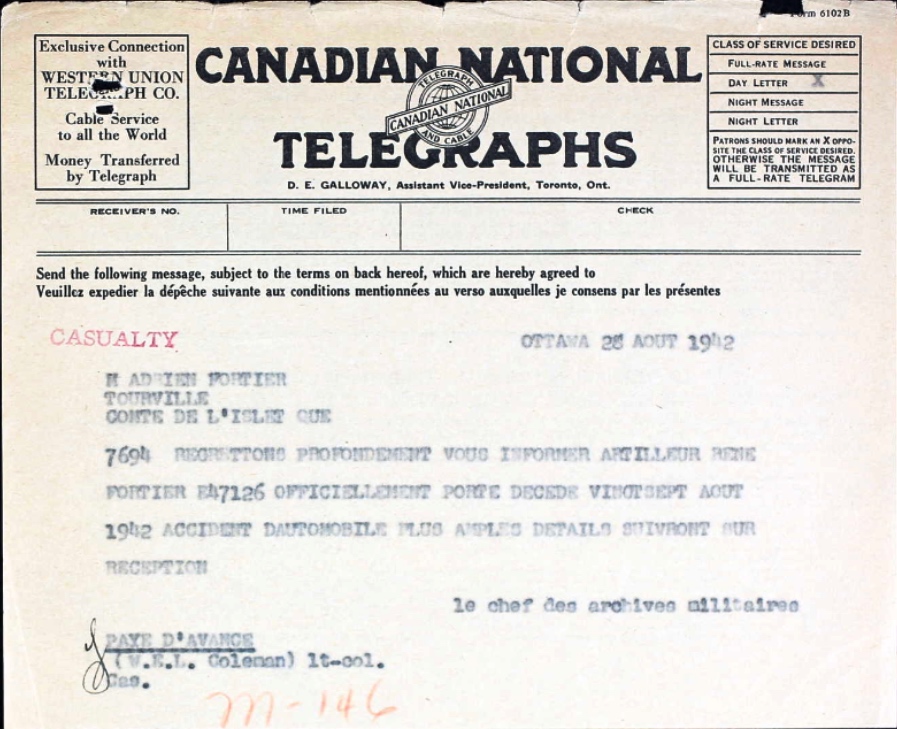 Form 6102B
Exclusive Connection
with
WESTERN UNION
TELEGRAPH CO.
Cable Service
to all the World
Money Transferred
by Telegraph
CANADIAN NATIONAL
TELEGRAPH
CANADIAN NATIONAL
AND CABLE
TELEGRAPHS
D. E. GALLOWAY, Assistant Vice-President, Toronto, Ont.
CLASS OF SERVICE DESIRED
FULL-RATE MESSAGE
DAY LETTER X
NIGHT MESSAGE
NIGHT LETTER
PATRONS SHOULD MARK AN X OPPO-
SITE THE CLASS OF SERVICE DESIRED.
OTHERWISE THE MESSAGE
WILL BE TRANSMITTED AS
A FULL-RATE TELEGRAM
RECEIVER'S NO. TIME FILED CHECK
Send the following message, subject to the terms on back hereof, which are hereby agreed to
Veuillez expedier la dépêche suivante aux conditions mentionnées au verso auxquelles je consens par les présentes
CASUALTY
OTTAWA AOUT 1942
M ADRIEN FORTIER
TOURVILLE
COMTE DE L'ISLET QUE
7694 REGRETTONS PROFONDEMENT VOUS INFORMER ARTILLEUR RENE
FORTIER E47126 OFFICIELLEMENT PORTE DECEDE VINGTSEPT AOUT
1942 ACCIDENT DAUTOMOBILE PLUS AMPLES DETAILS SUIVRONT SUR
RECEPTION
le chef des archives militaires
PAYE D'AVANCE
(W.E.L. Coleman) lt-col.
Cas.
M-146